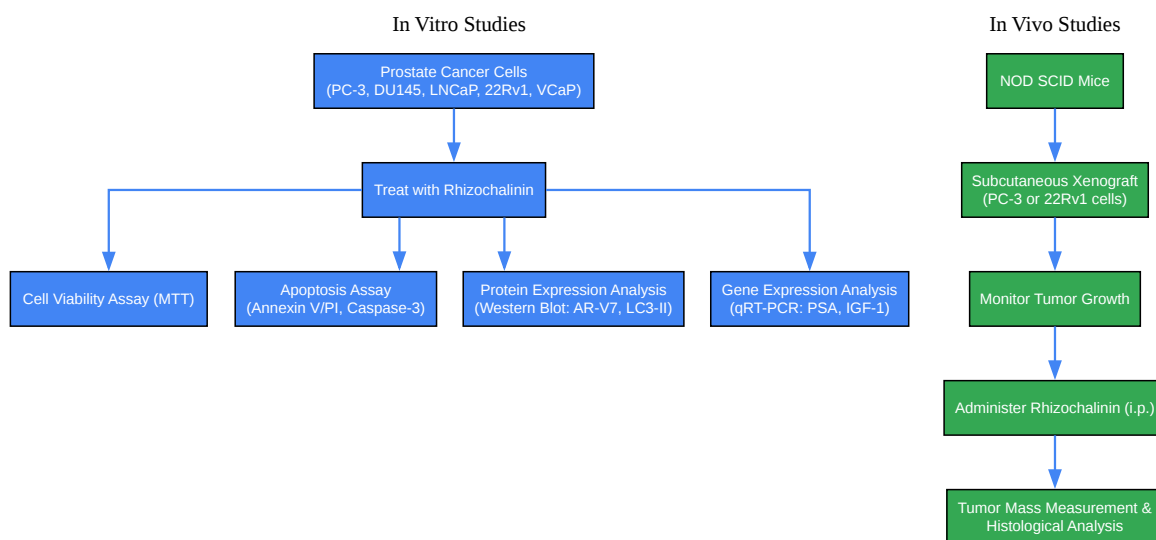 In Vitro Studies
Prostate Cancer Cells
(PC-3, DU145, LNCaP, 22Rv1, VCaP)
Treat with Rhizochalinin
Cell Viability Assay (MTT)
Apoptosis Assay
(Annexin V/PI, Caspase-3)
Protein Expression Analysis
(Western Blot: AR-V7, LC3-II)
Gene Expression Analysis
(qRT-PCR: PSA, IGF-1)
In Vivo Studies
NOD SCID Mice
Subcutaneous Xenograft
(PC-3 or 22Rv1 cells)
Monitor Tumor Growth
Administer Rhizochalinin (i.p.)
Tumor Mass Measurement &
Histological Analysis